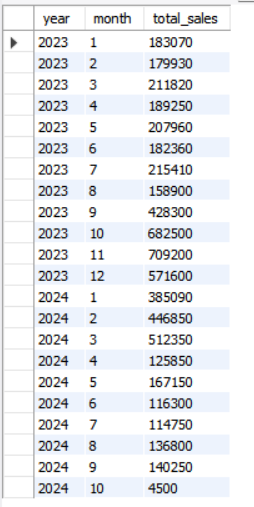 year month total_sales
2023 1 183070
2023 2 179930
2023 3 211820
2023 4 189250
2023 5 207960
2023 6 182360
2023 7 215410
2023 8 158900
2023 9 428300
2023 10 682500
2023 11 709200
2023 12 571600
2024 1 385090
2024 2 446850
2024 3 512350
2024 4 125850
2024 5 167150
2024 6 116300
2024 7 114750
2024 8 136800
2024 9 140250
2024 10 4500